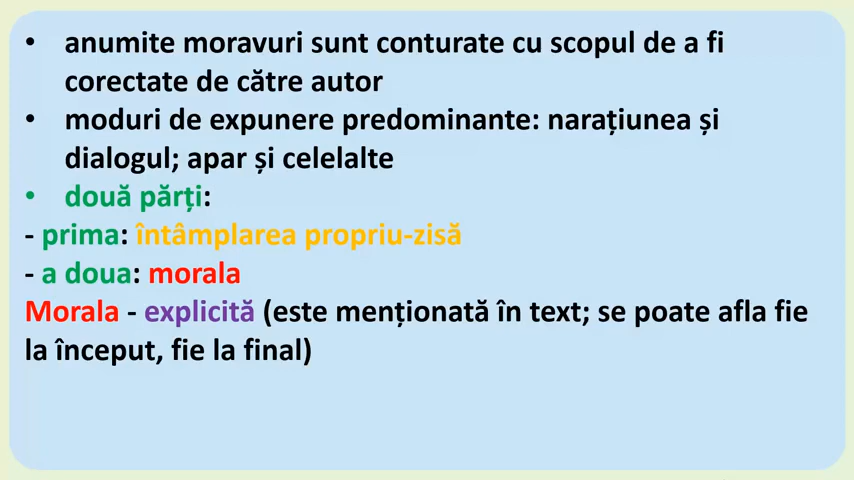 • anumite moravuri sunt conturate cu scopul de a fi
corectate de către autor
• moduri de expunere predominante: narațiunea și
dialogul; apar și celelalte
• două părți:
- prima: întâmplarea propriu-zisă
- a doua: morala
Morala - explicită (este menționată în text; se poate afla fie
la început, fie la final)